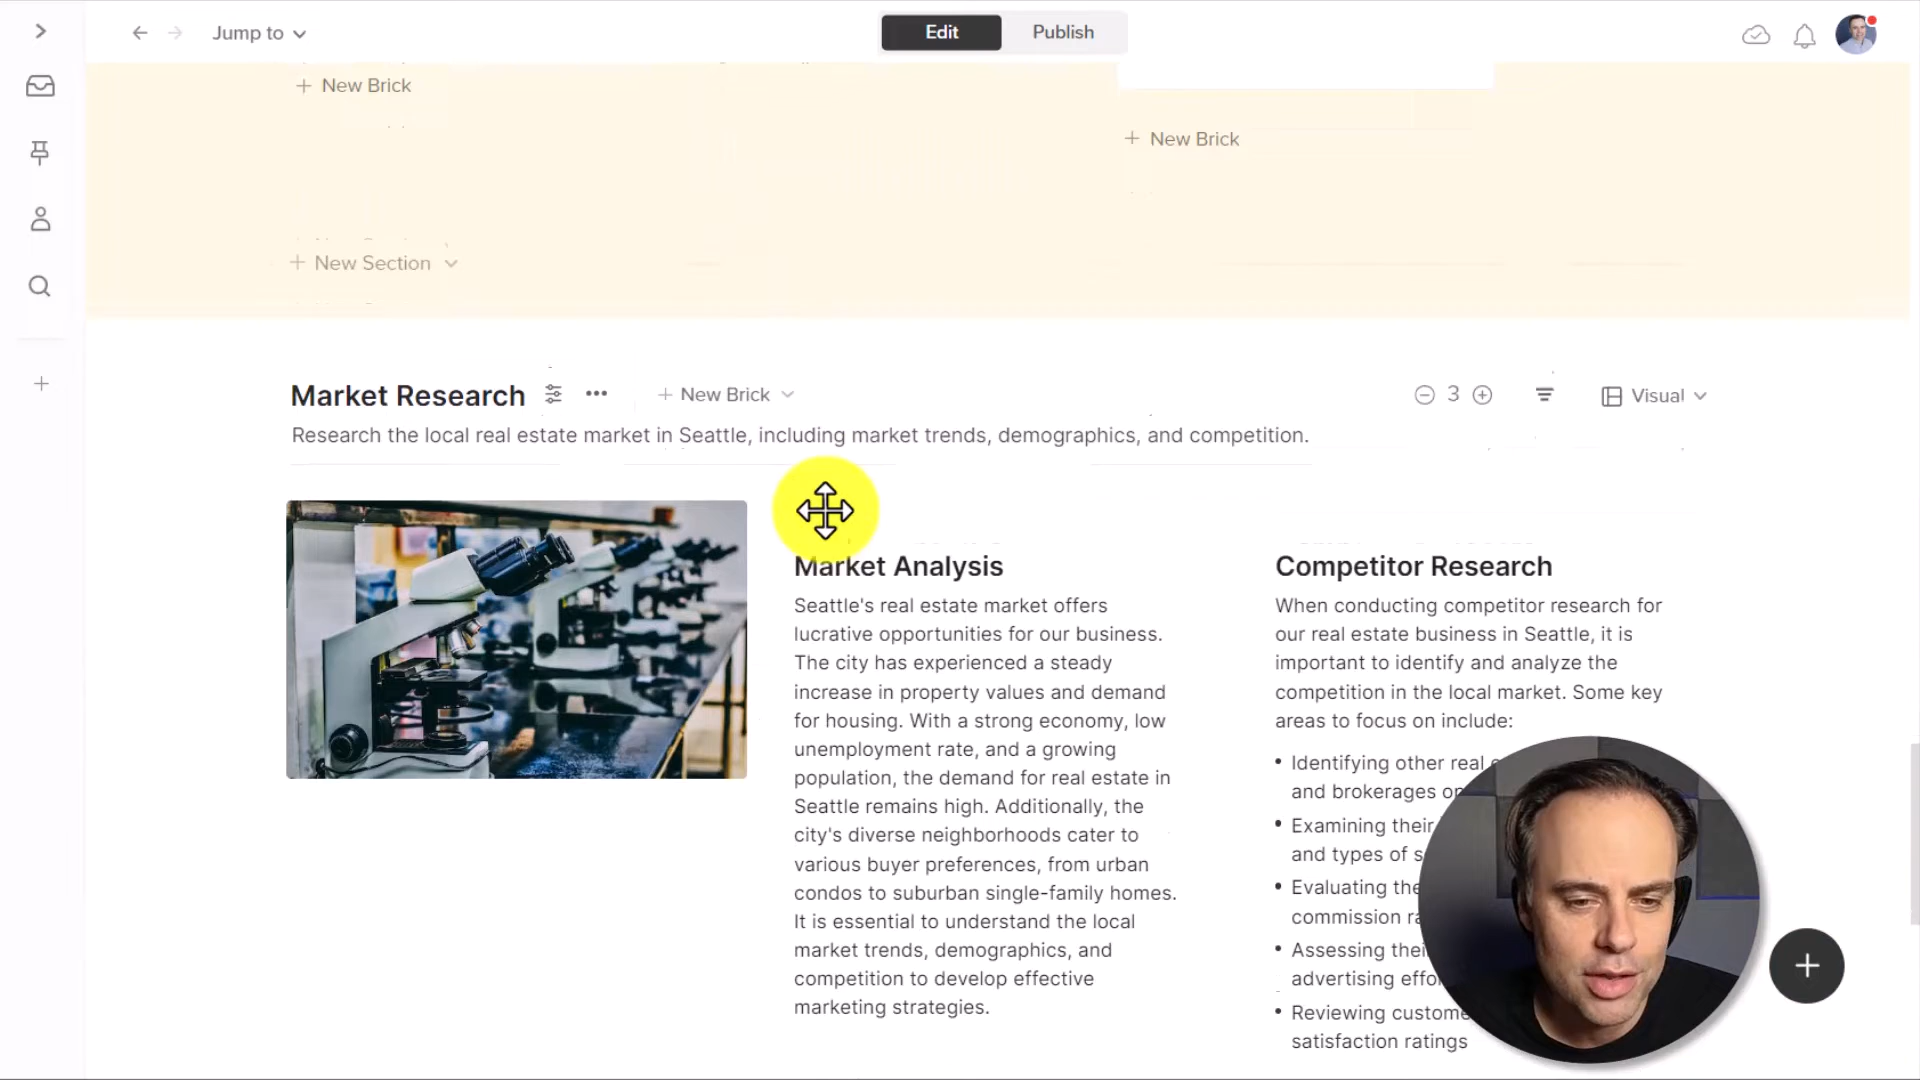 Jump to
Edit
Publish
+ New Brick
+ New Brick
+ New Section
Market Research
+ New Brick
3
Visual
Research the local real estate market in Seattle, including market trends, demographics, and competition.
Market Analysis
Seattle's real estate market offers
lucrative opportunities for our business.
The city has experienced a steady
increase in property values and demand
for housing. With a strong economy, low
unemployment rate, and a growing
population, the demand for real estate in
Seattle remains high. Additionally, the
city's diverse neighborhoods cater to
various buyer preferences, from urban
condos to suburban single-family homes.
It is essential to understand the local
market trends, demographics, and
competition to develop effective
marketing strategies.
Competitor Research
When conducting competitor research for
our real estate business in Seattle, it is
important to identify and analyze the
competition in the local market. Some key
areas to focus on include:
• Identifying other real
and brokerages
• Examining their
and types of
• Evaluating
commission
• Assessing
advertising
• Reviewing
satisfaction ratings